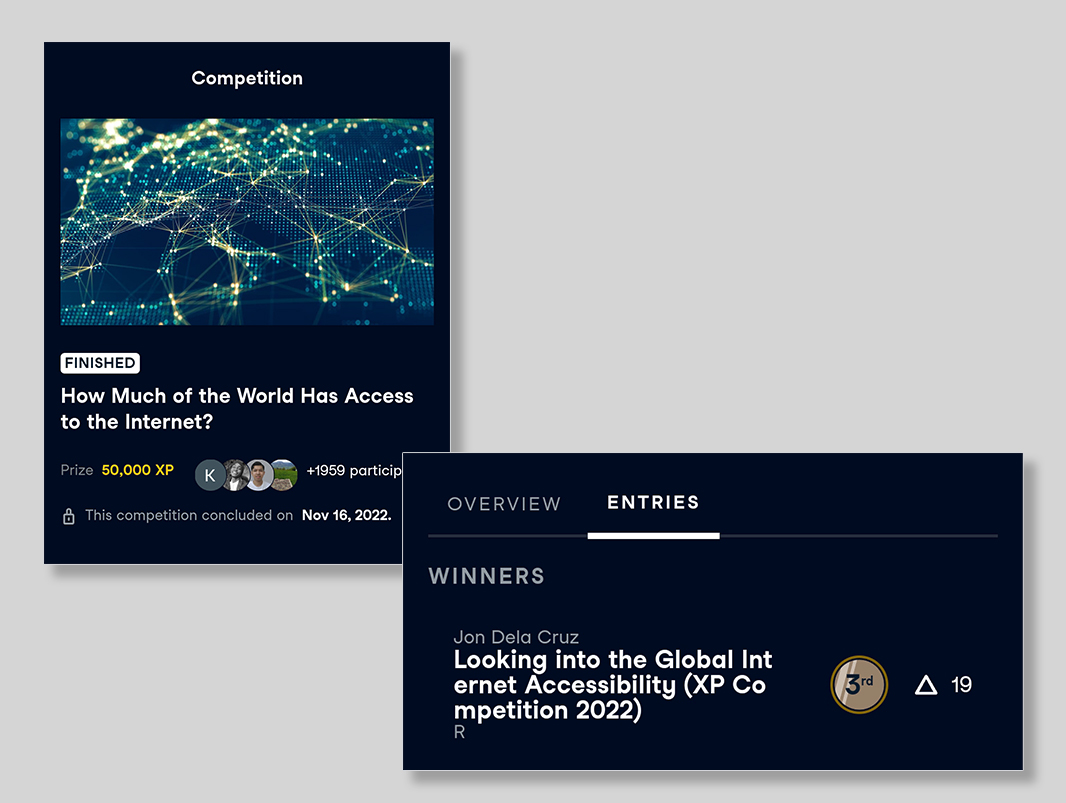 Competition
FINISHED
How Much of the World Has Access
to the Internet?
Prize 50,000 XP K +1959 particip
This competition concluded on Nov 16, 2022.
OVERVIEW ENTRIES
WINNERS
Jon Dela Cruz
Looking into the Global Int
ernet Accessibility (XP Co
mpetition 2022)
R
3rd 19